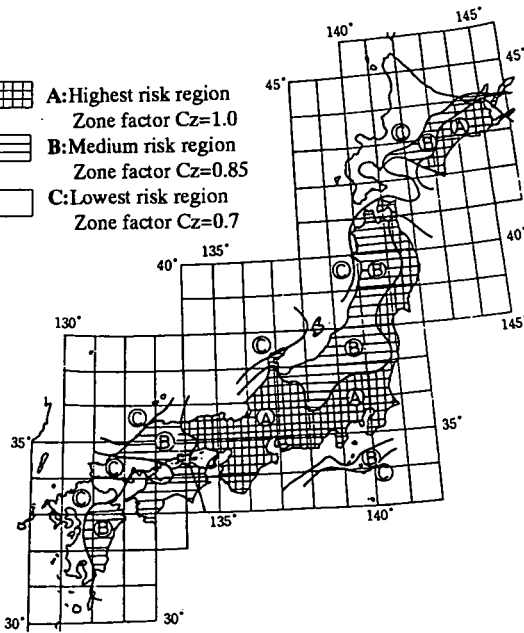 140°
145°
45°
A:Highest risk region
Zone factor Cz=1.0
B:Medium risk region
Zone factor Cz=0.85
C:Lowest risk region
Zone factor Cz=0.7
C
B
A
40°
135°
40°
C
B
145°
130°
C
B
A
C
B
35°
35°
C
B
C
C
135°
140°
B
30°
30°